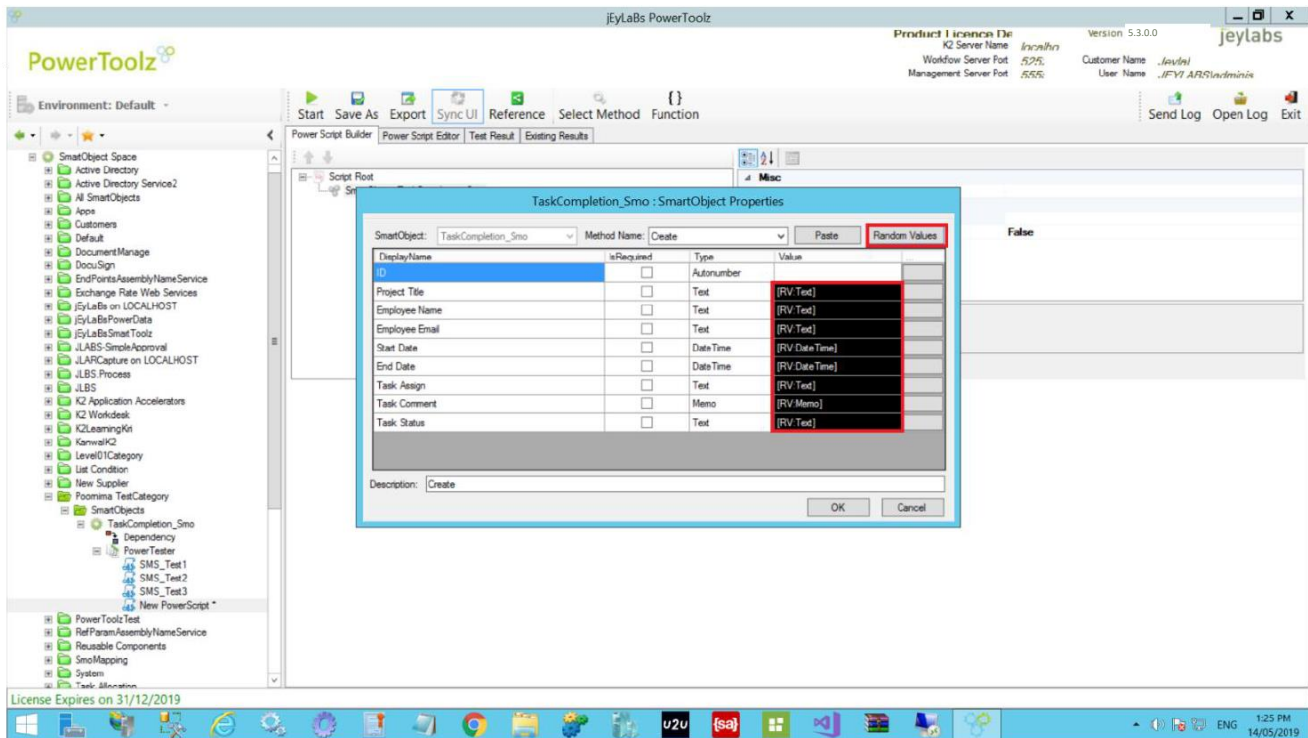 jEyLaBs PowerToolz
PowerToolz
Product Licence De
K2 Server Name
Workflow Server Port 525;
Management Server Port 555;
Version 5.3.0.0
Customer Name
User Name
jeylabs
Environment: Default
Start Save As Export Sync UI Reference Select Method Function
Send Log Open Log Exit
Power Script Builder Power Script Editor Test Result Existing Results
SmartObject Space
Active Directory
Active Directory Service2
All SmartObjects
Apps
Customers
Default
DocumentManage
DocuSign
EndPointsAssemblyNameService
Exchange Rate Web Services
jEyLaBs on LOCALHOST
jEyLaBsPowerData
jEyLaBsSmartToolz
JLABS-SimpleApproval
JLARCapture on LOCALHOST
JLBS.Process
JLBS
K2 Application Accelerators
K2 Workdesk
K2LearningKri
KanwalK2
Level01Category
List Condition
New Supplier
Poornima TestCategory
SmartObjects
TaskCompletion_Smo
Dependency
PowerTester
SMS_Test1
SMS_Test2
SMS_Test3
New PowerScript *
PowerToolzTest
RefParamAssemblyNameService
Reusable Components
SmoMapping
System
Task Allocation
Script Root
Misc
False
TaskCompletion_Smo : SmartObject Properties
SmartObject: TaskCompletion_Smo Method Name: Create Paste Random Values
DisplayName IsRequired Type Value ...
ID Autonumber
Project Title Text [RV:Text]
Employee Name Text [RV:Text]
Employee Email Text [RV:Text]
Start Date DateTime [RV:DateTime]
End Date DateTime [RV:DateTime]
Task Assign Text [RV:Text]
Task Comment Memo [RV:Memo]
Task Status Text [RV:Text]
Description: Create
OK Cancel
License Expires on 31/12/2019
u2u {sa}
ENG 1:25 PM
14/05/2019